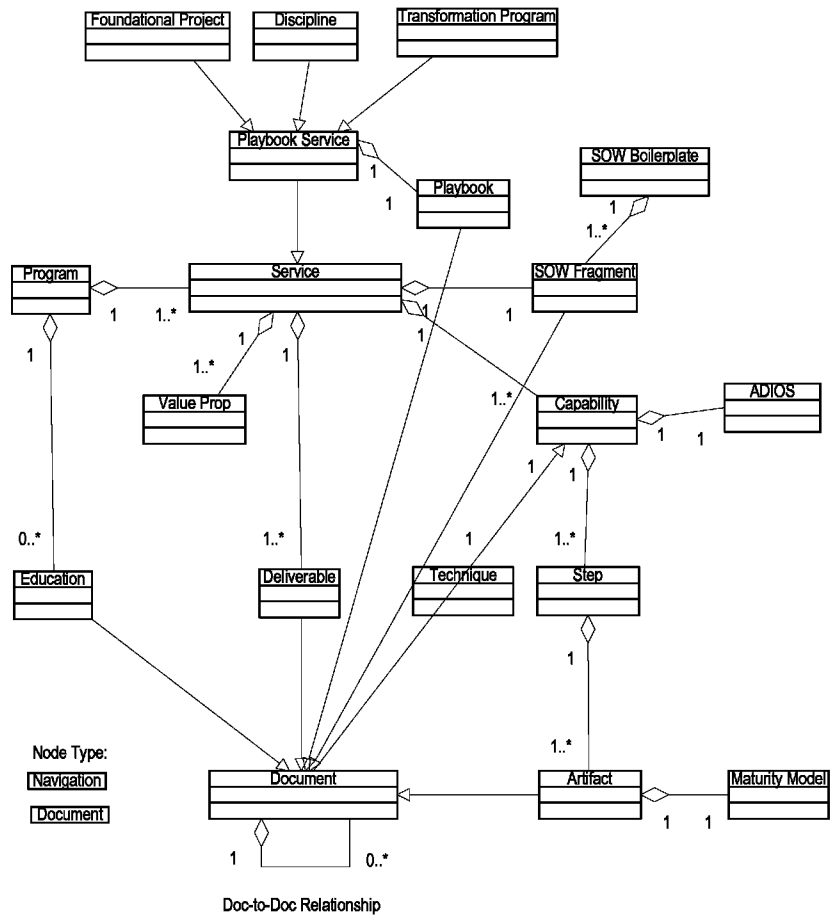 Foundational Project
Discipline
Transformation Program
Playbook Service
1
1
Playbook
SOW Boilerplate
1
1..*
Program
1
1..*
Service
1
1
SOW Fragment
1
1
1
1
1..*
Value Prop
1..*
Capability
1
1
ADIOS
1
1
0..*
1..*
1
1..*
Education
Deliverable
Technique
Step
1
1..*
Node Type:
Navigation
Document
Document
Artifact
1
1
Maturity Model
1
0..*
Doc-to-Doc Relationship